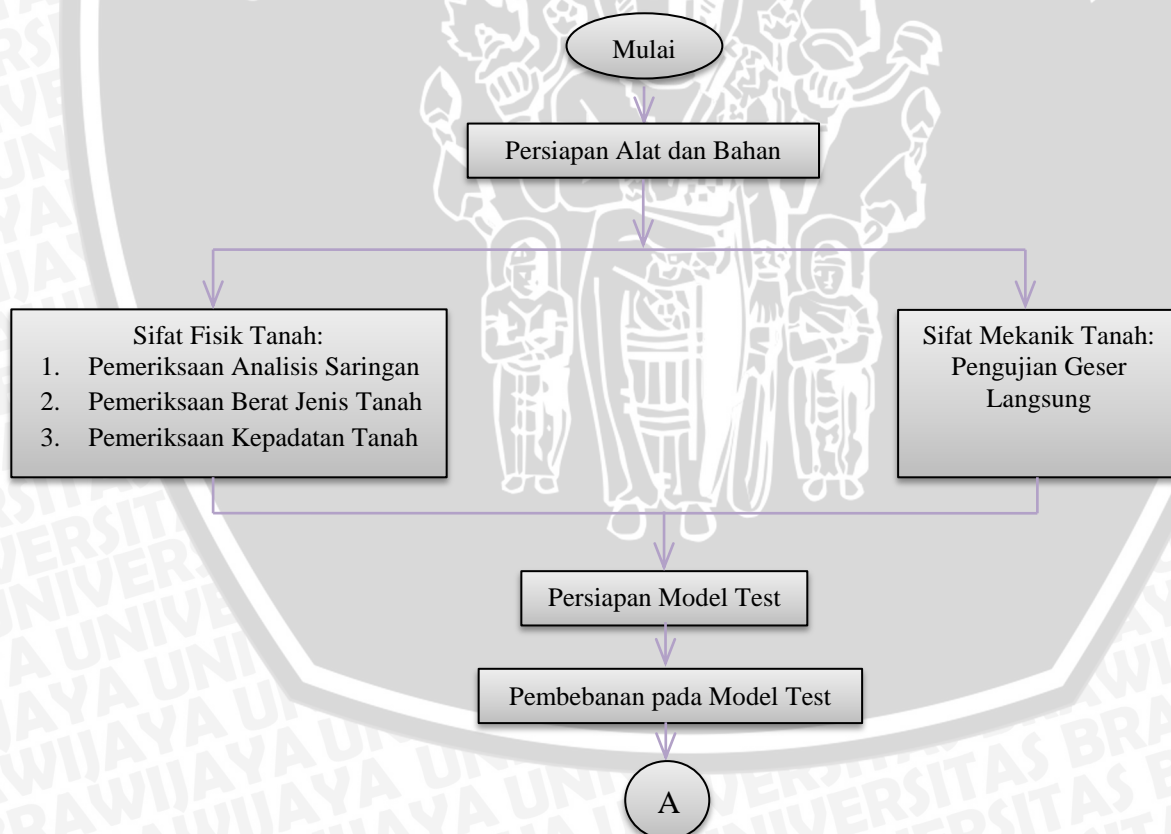 Mulai
Persiapan Alat dan Bahan
Sifat Fisik Tanah:
1. Pemeriksaan Analisis Saringan
2. Pemeriksaan Berat Jenis Tanah
3. Pemeriksaan Kepadatan Tanah
Sifat Mekanik Tanah:
Pengujian Geser
Langsung
Persiapan Model Test
Pembebanan pada Model Test
A